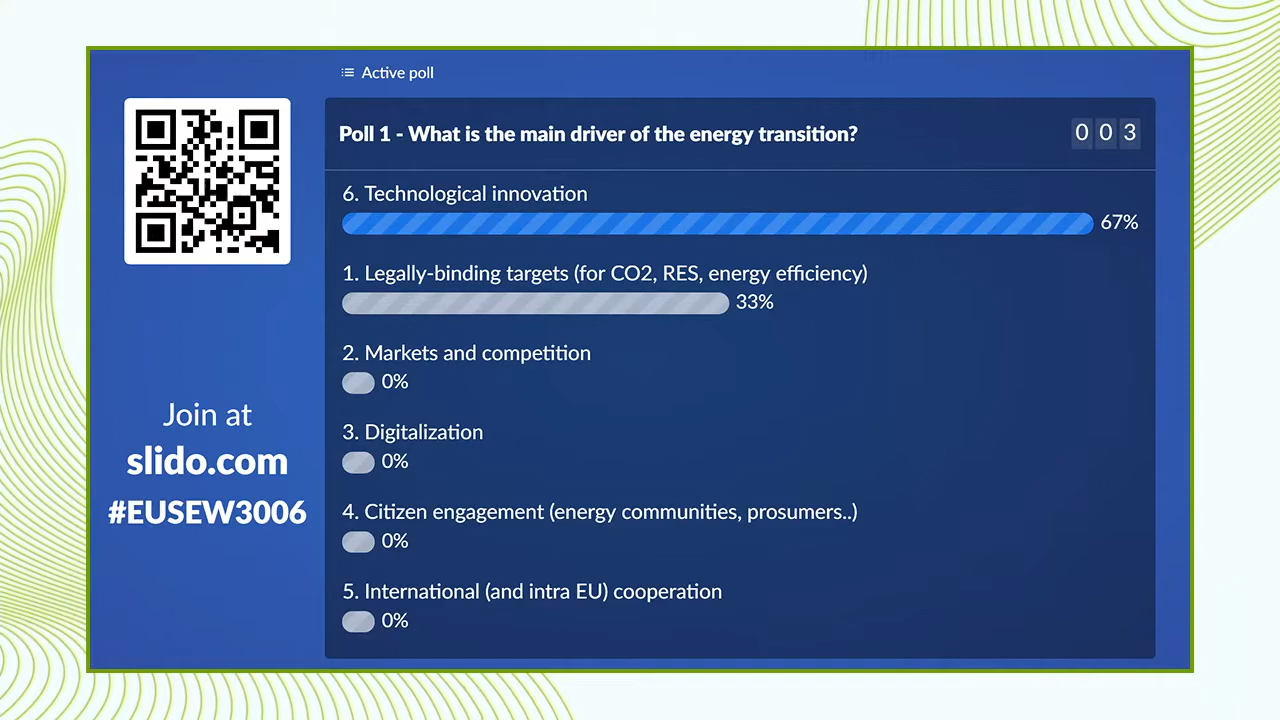 Active poll
Poll 1 - What is the main driver of the energy transition?
0 0 3
6. Technological innovation
67%
1. Legally-binding targets (for CO2, RES, energy efficiency)
33%
2. Markets and competition
0%
3. Digitalization
0%
4. Citizen engagement (energy communities, prosumers..)
0%
5. International (and intra EU) cooperation
0%
Join at
slido.com
#EUSEW3006